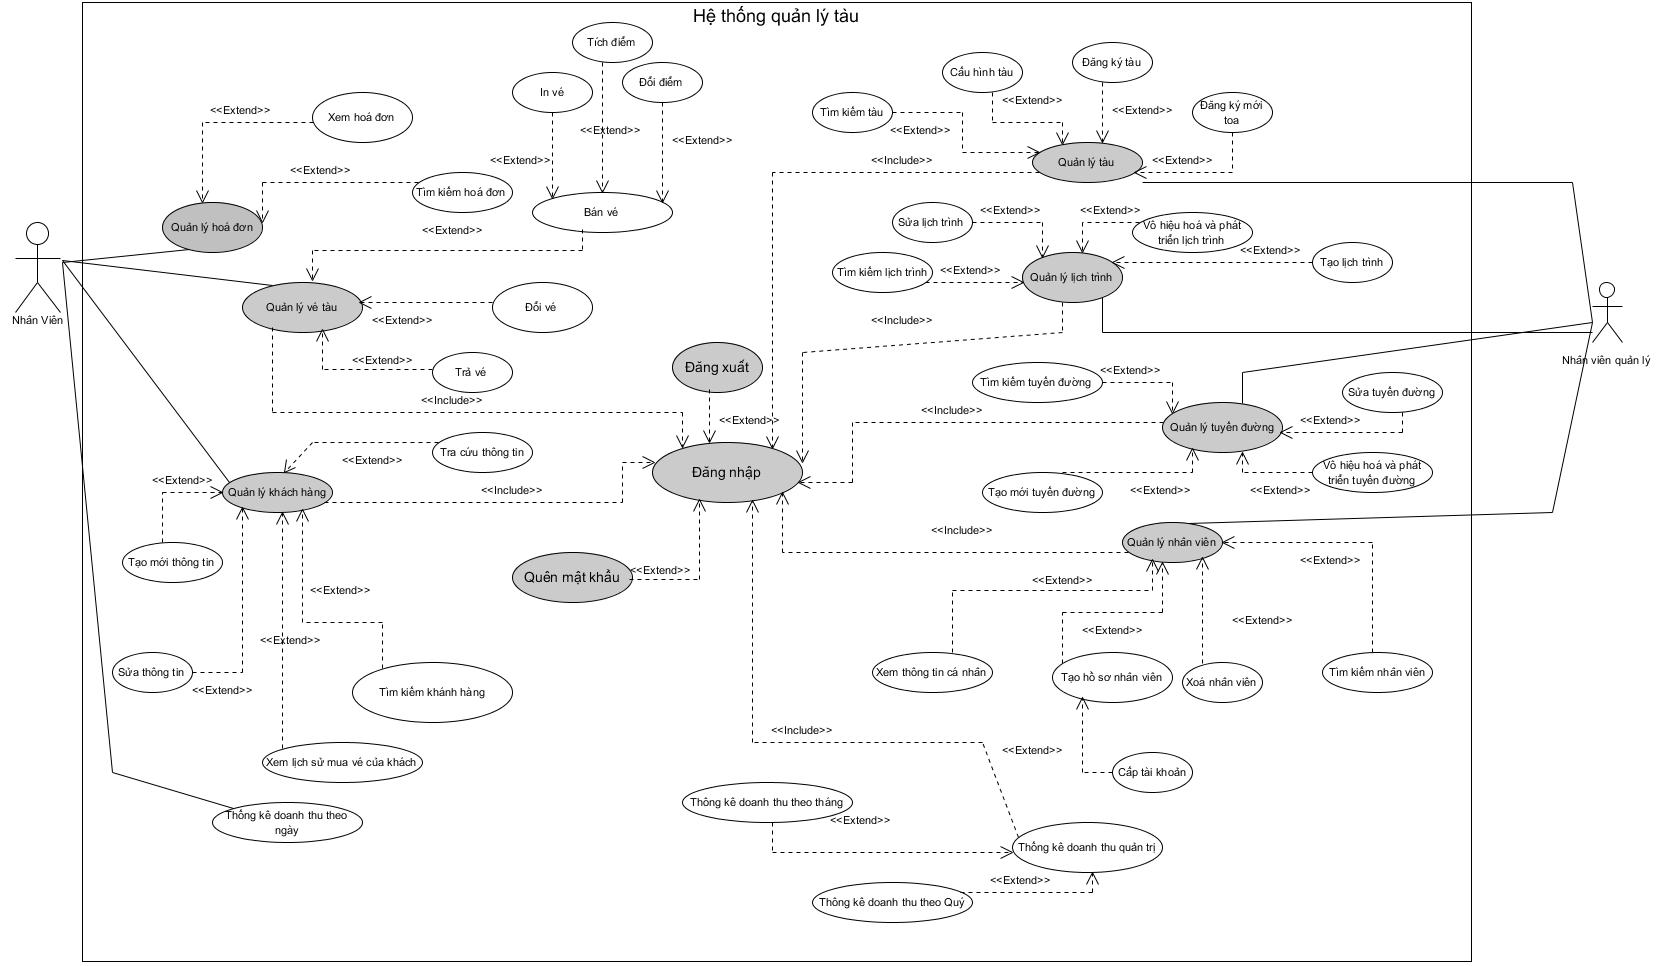 Hệ thống quản lý tàu
Tích điểm
In vé
Đổi điểm
Cấu hình tàu
Đăng ký tàu
Tìm kiếm tàu
Đăng ký mới
toa
Xem hoá đơn
<<Extend>>
<<Extend>>
<<Extend>>
<<Extend>>
<<Extend>>
<<Extend>>
<<Extend>>
<<Extend>>
<<Include>>
<<Extend>>
Quản lý tàu
<<Extend>>
Tìm kiếm hoá đơn
Bán vé
Quản lý hoá đơn
<<Extend>>
Sửa lịch trình
<<Extend>>
<<Extend>>
Vô hiệu hoá và phát
triển lịch trình
<<Extend>>
Tìm kiếm lịch trình
<<Extend>>
Quản lý lịch trình
Tạo lịch trình
Nhân Viên
Quản lý vé tàu
Đổi vé
<<Extend>>
<<Include>>
<<Extend>>
Trả vé
Đăng xuất
Nhân viên quản lý
Tìm kiếm tuyến đường
<<Extend>>
Sửa tuyến đường
<<Include>>
<<Extend>>
<<Include>>
<<Extend>>
Quản lý tuyến đường
Tra cứu thông tin
<<Extend>>
Đăng nhập
Vô hiệu hoá và phát
triển tuyến đường
<<Extend>>
Quản lý khách hàng
<<Include>>
Tạo mới tuyến đường
<<Extend>>
<<Extend>>
<<Include>>
Quản lý nhân viên
Tạo mới thông tin
Quên mật khẩu
<<Extend>>
<<Extend>>
<<Extend>>
<<Extend>>
<<Extend>>
<<Extend>>
<<Extend>>
Sửa thông tin
<<Extend>>
Tìm kiếm khánh hàng
Xem thông tin cá nhân
Tạo hồ sơ nhân viên
Xoá nhân viên
Tìm kiếm nhân viên
<<Include>>
<<Extend>>
Xem lịch sử mua vé của khách
Cấp tài khoản
Thống kê doanh thu theo
ngày
Thông kê doanh thu theo tháng
<<Extend>>
Thống kê doanh thu quản trị
<<Extend>>
Thông kê doanh thu theo Quý